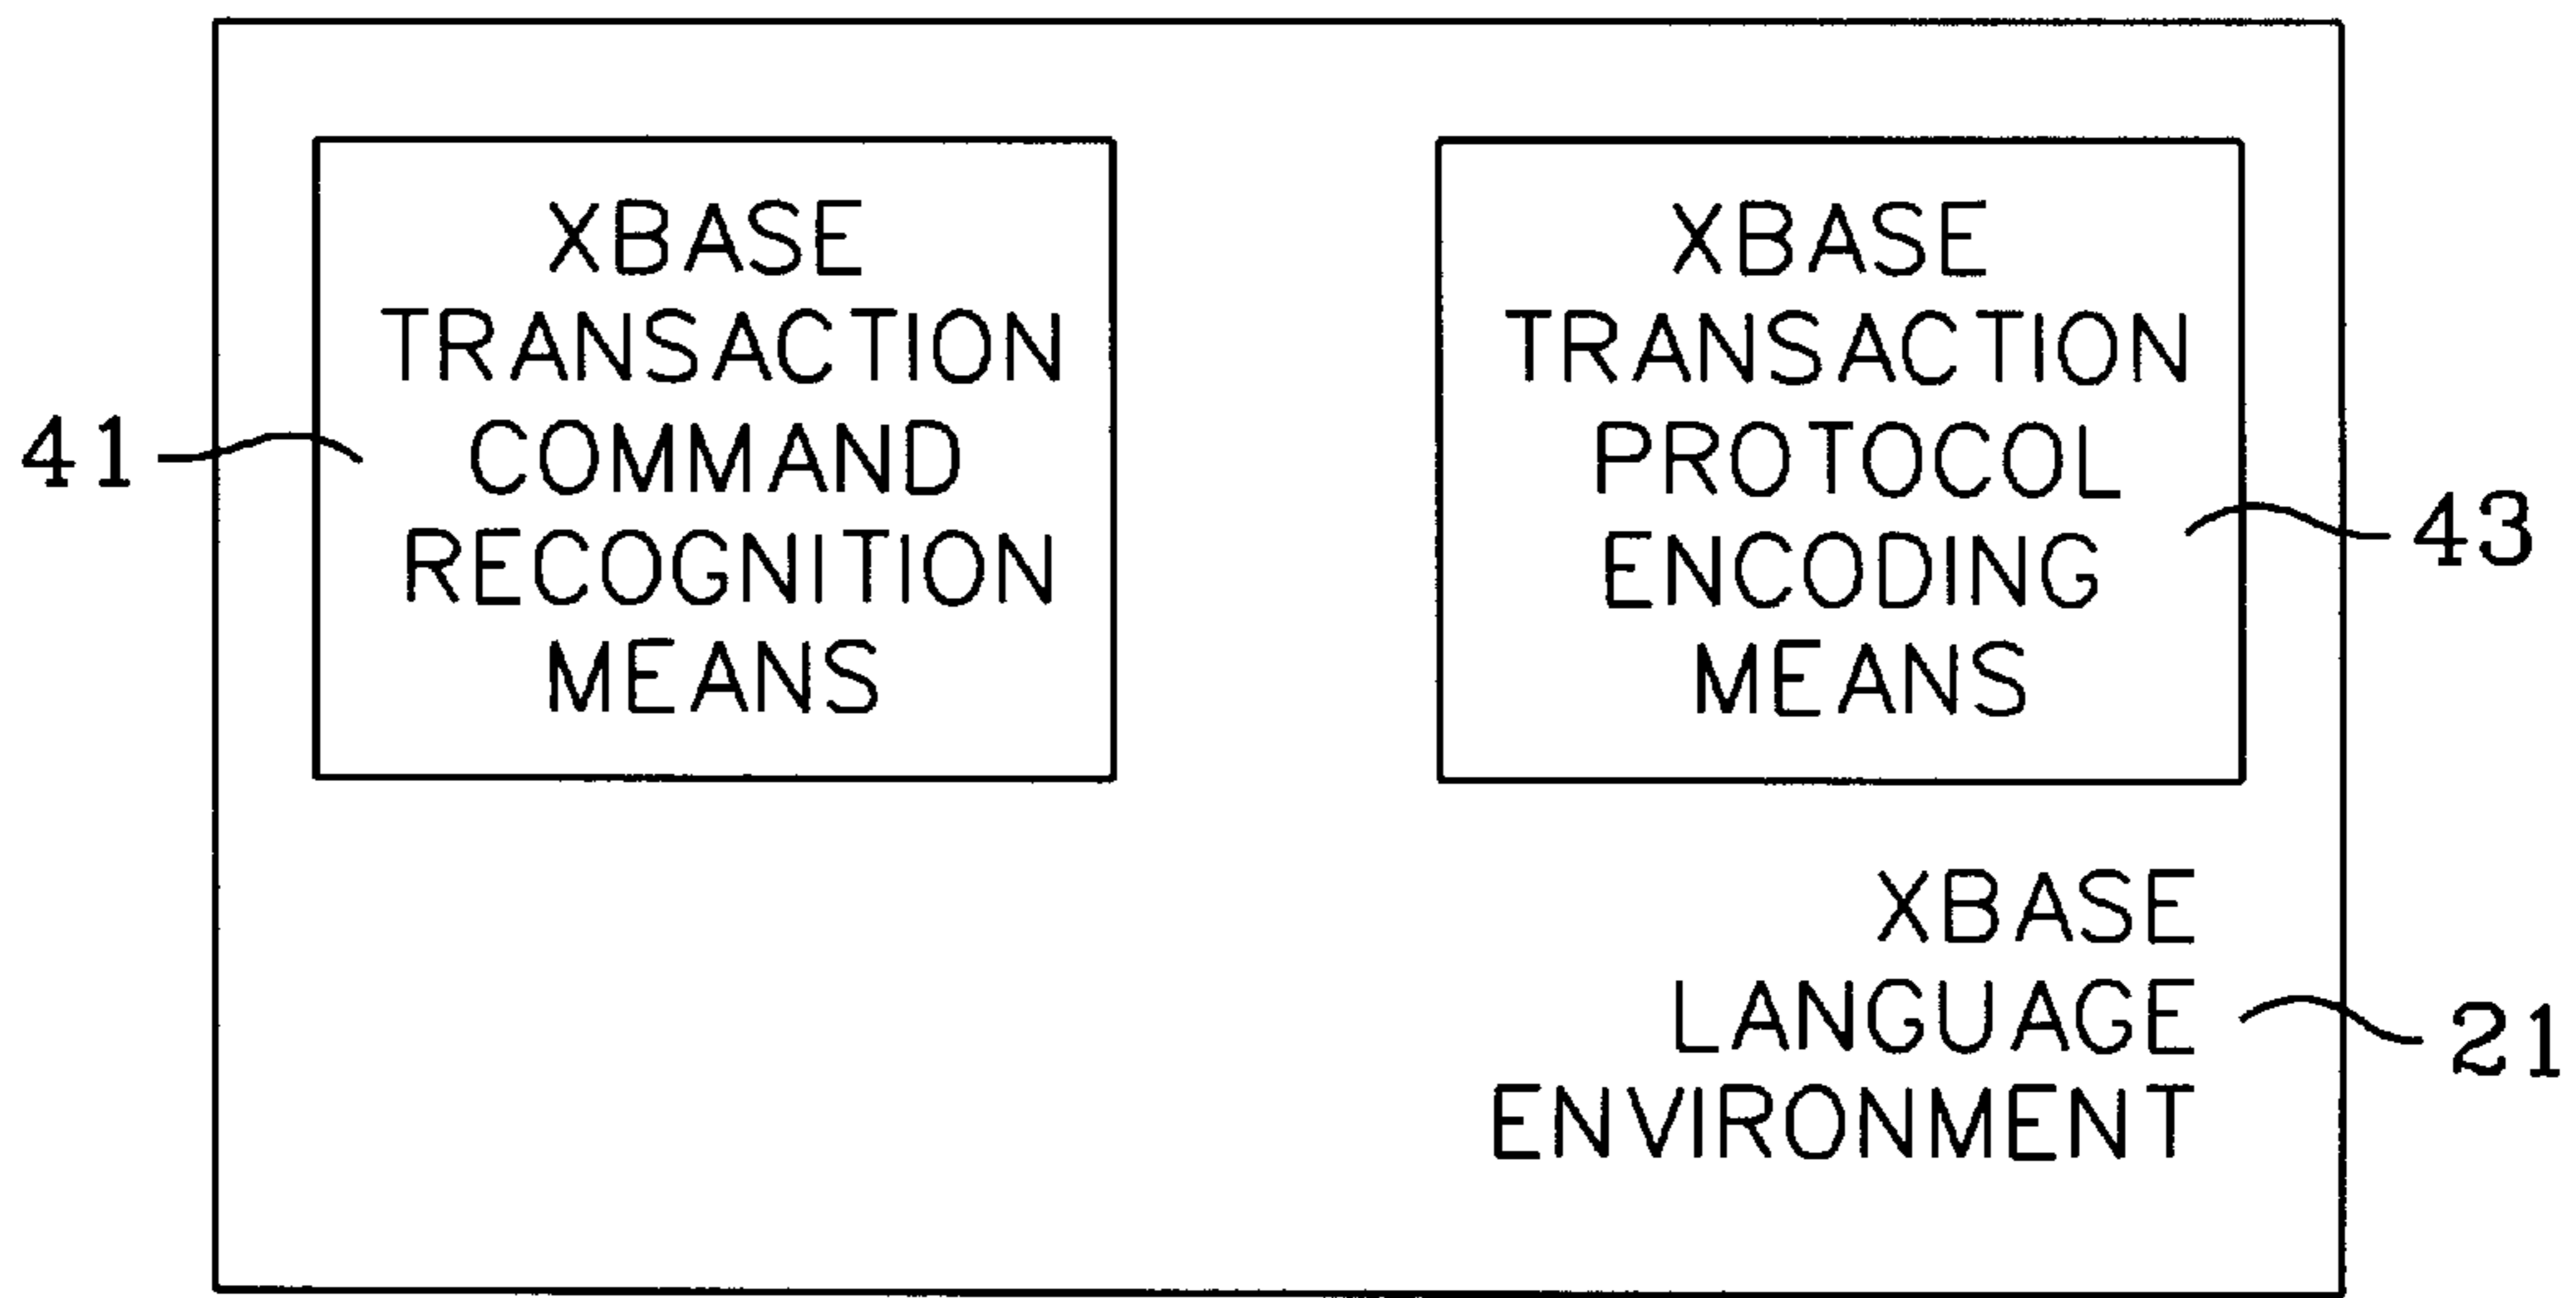 XBASE
TRANSACTION
COMMAND
RECOGNITION
MEANS
41
XBASE
TRANSACTION
PROTOCOL
ENCODING
MEANS
43
XBASE
LANGUAGE
ENVIRONMENT
21